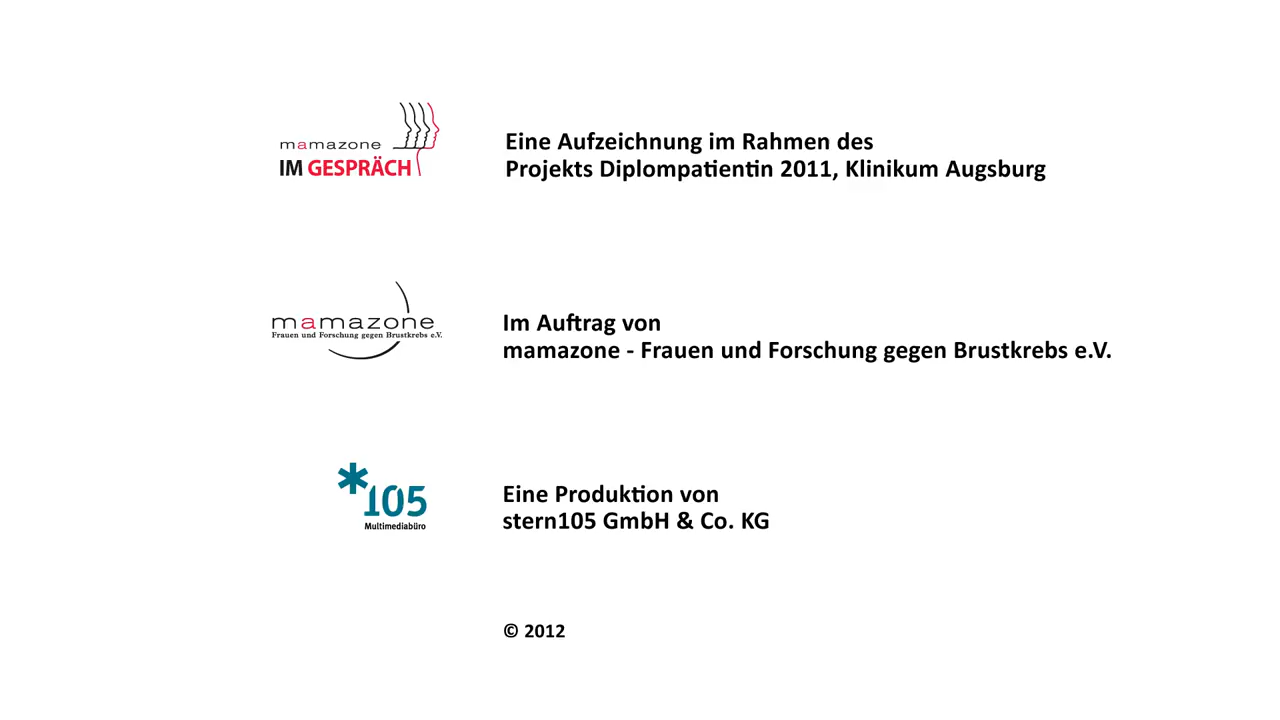 mamazone
IM GESPRÄCH
Eine Aufzeichnung im Rahmen des
Projekts Diplompatientin 2011, Klinikum Augsburg
mamazone
Frauen und Forschung gegen Brustkrebs e.V.
Im Auftrag von
mamazone - Frauen und Forschung gegen Brustkrebs e.V.
*105
Multimediabüro
Eine Produktion von
stern105 GmbH & Co. KG
© 2012